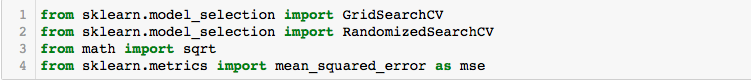 1 from sklearn.model_selection import GridSearchCV
2 from sklearn.model_selection import RandomizedSearchCV
3 from math import sqrt
4 from sklearn.metrics import mean_squared_error as mse